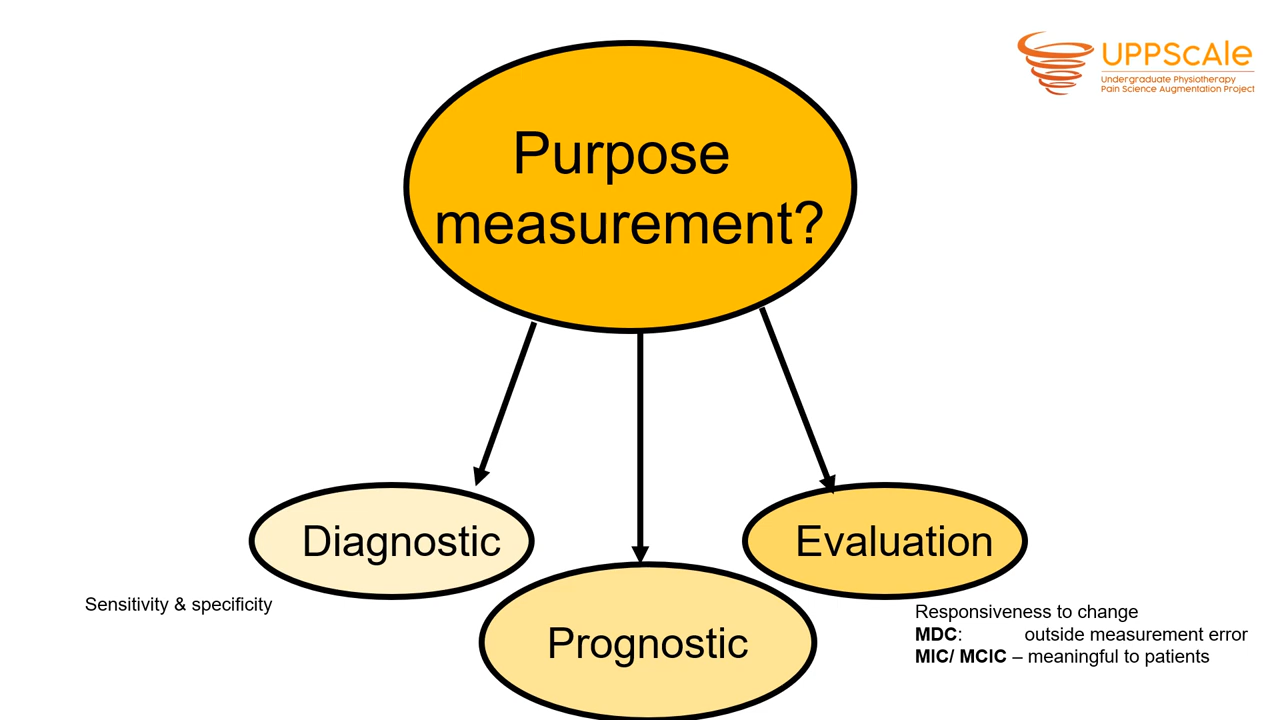 UPPScale
Undergraduate Physiotherapy
Pain Science Augmentation Project
Purpose
measurement?
Diagnostic
Evaluation
Prognostic
Sensitivity & specificity
Responsiveness to change
MDC: outside measurement error
MIC/ MCIC – meaningful to patients